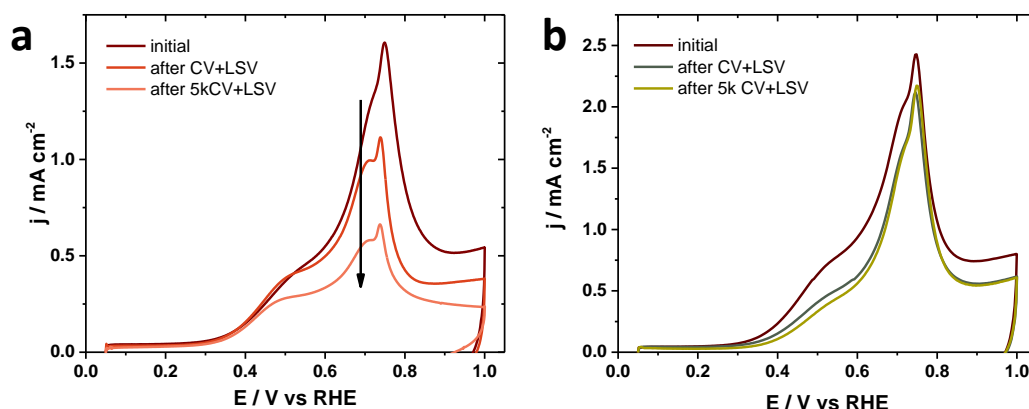 a
initial
after CV+LSV
after 5kCV+LSV
1.5
1.0
0.5
0.0
j / mA cm⁻²
0.0 0.2 0.4 0.6 0.8 1.0
E / V vs RHE
b
initial
after CV+LSV
after 5k CV+LSV
2.5
2.0
1.5
1.0
0.5
0.0
j / mA cm⁻²
0.0 0.2 0.4 0.6 0.8 1.0
E / V vs RHE